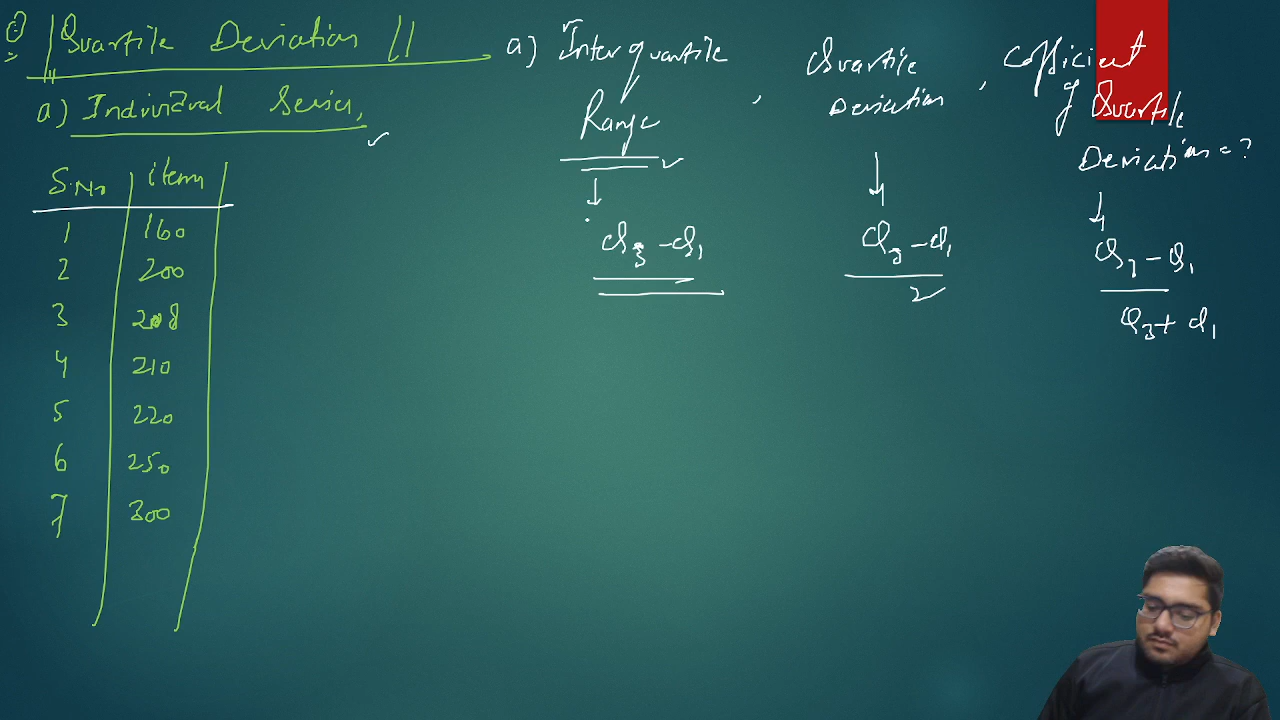 Quartile Deviation
a) Individual Series,
S.No item
1 160
2 200
3 208
4 210
5 220
6 250
7 300
a) Interquartile Range, Quartile Deviation, Cofficient of Quartile Deviation = ?
Q3 - Q1
Q3 - Q1
2
Q3 - Q1
Q3 + Q1